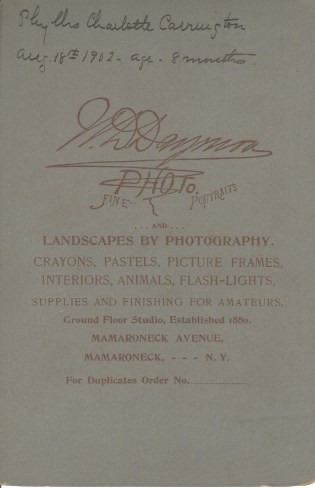 Phyllis Charlotte Carrington
Aug. 18th 1902 - age - 8 months.
PHOTO.
FINE PORTRAITS
... AND ...
LANDSCAPES BY PHOTOGRAPHY.
CRAYONS, PASTELS, PICTURE FRAMES,
INTERIORS, ANIMALS, FLASH-LIGHTS,
SUPPLIES AND FINISHING FOR AMATEURS.
Ground Floor Studio, Established 1880.
MAMARONECK AVENUE,
MAMARONECK, - - - N. Y.
For Duplicates Order No..................